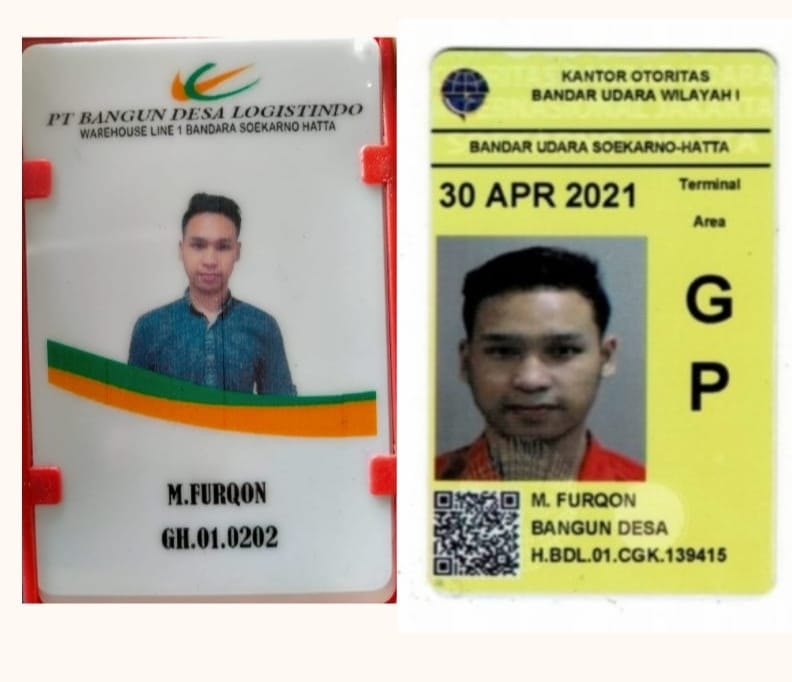 PT BANGUN DESA LOGISTINDO
WAREHOUSE LINE 1 BANDARA SOEKARNO HATTA
M.FURQON
GH.01.0202
KANTOR OTORITAS
BANDAR UDARA WILAYAH I
BANDAR UDARA SOEKARNO-HATTA
30 APR 2021
Terminal
Area
G
P
M. FURQON
BANGUN DESA
H.BDL.01.CGK.139415